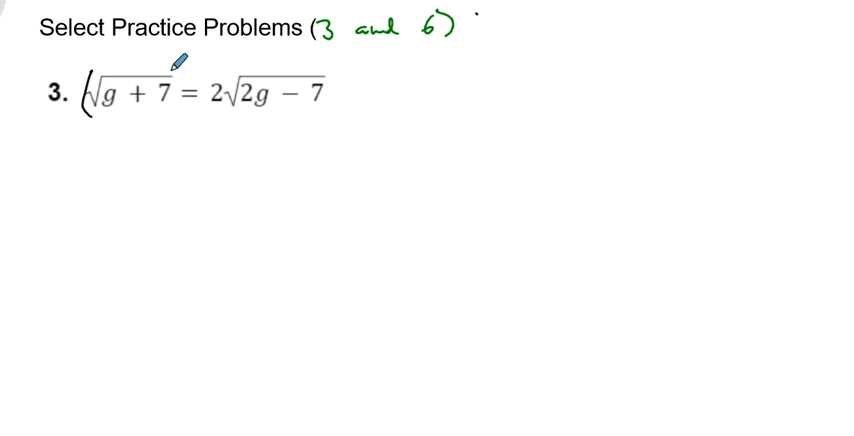 Select Practice Problems (3 and 6)
3. (√g + 7 = 2√2g − 7